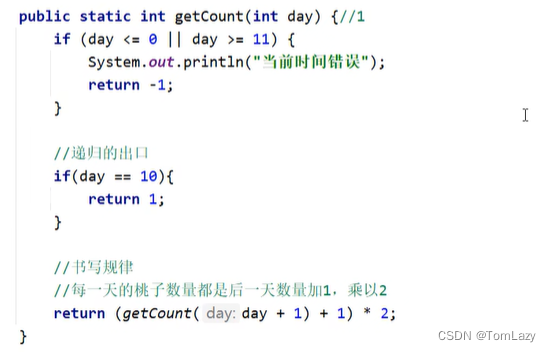 public static int getCount(int day) {//1
if (day <= 0 || day >= 11) {
System.out.println("当前时间错误");
return -1;
}
//递归的出口
if(day == 10){
return 1;
}
//书写规律
//每一天的桃子数量都是后一天数量加1，乘以2
return (getCount( day: day + 1) + 1) * 2;
}
CSDN @TomLazy